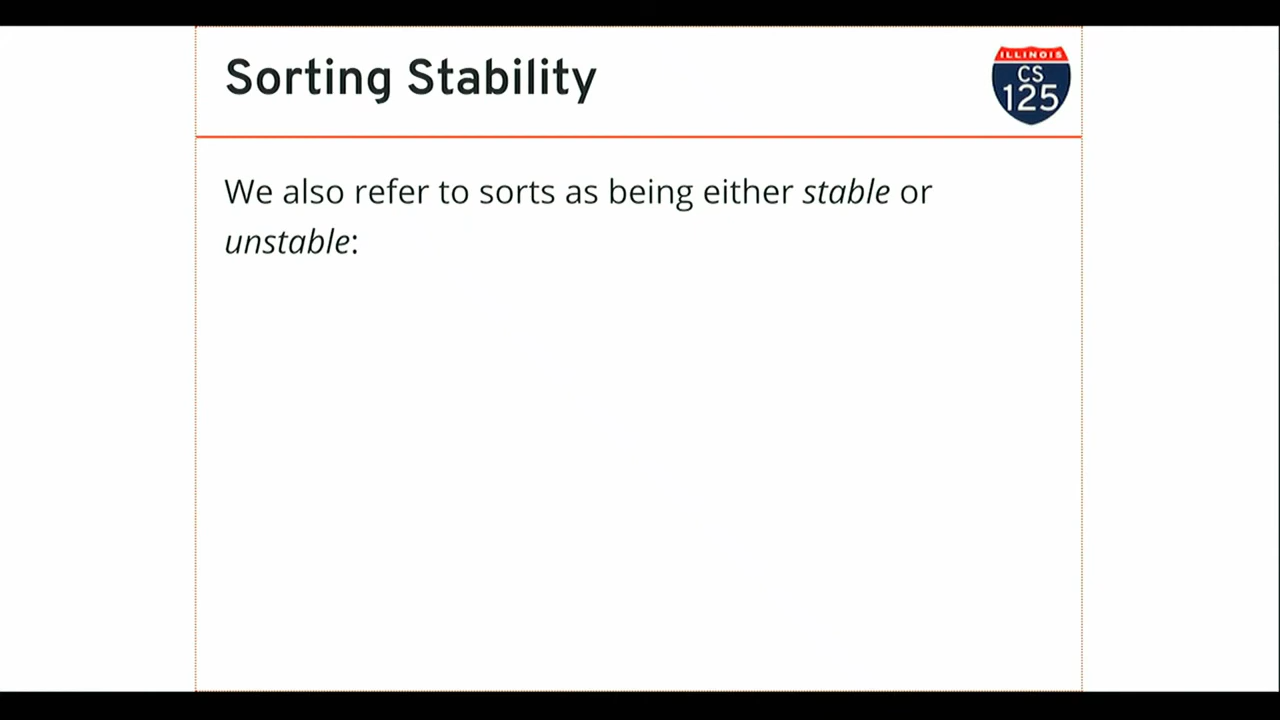 Sorting Stability
ILLINOIS
CS
125
We also refer to sorts as being either stable or
unstable: